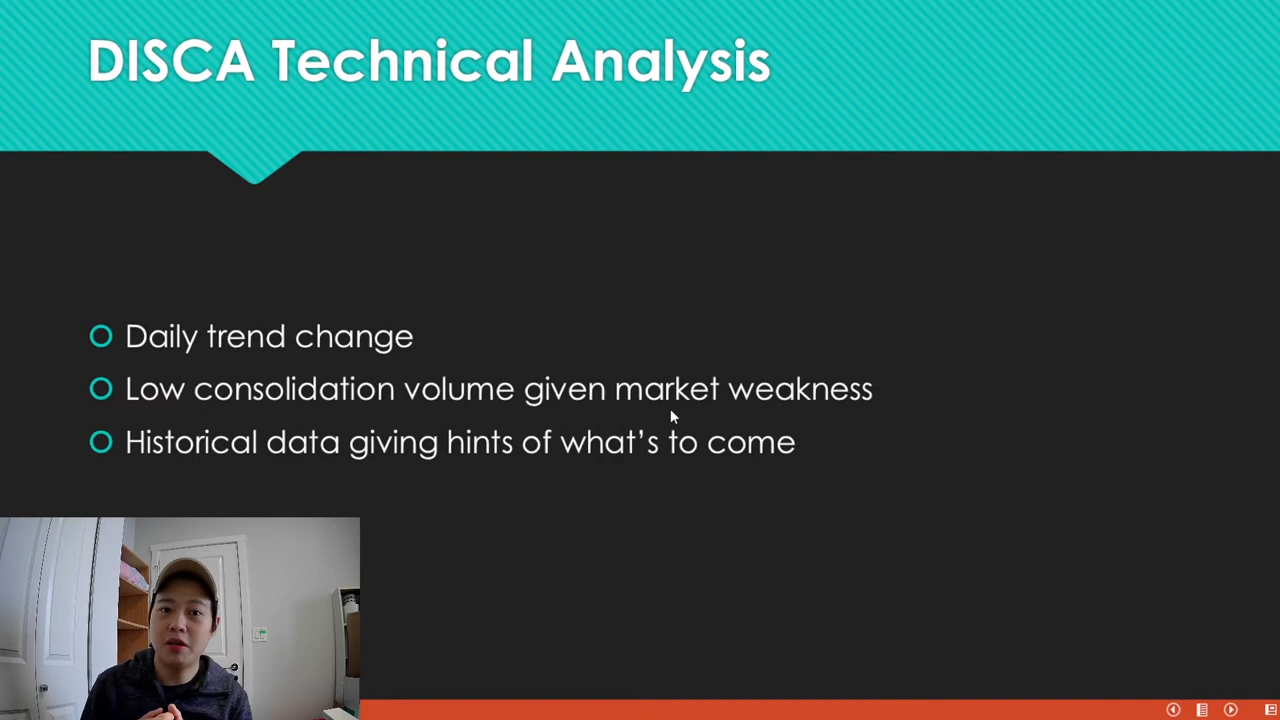 DISCA Technical Analysis
Daily trend change
Low consolidation volume given market weakness
Historical data giving hints of what's to come